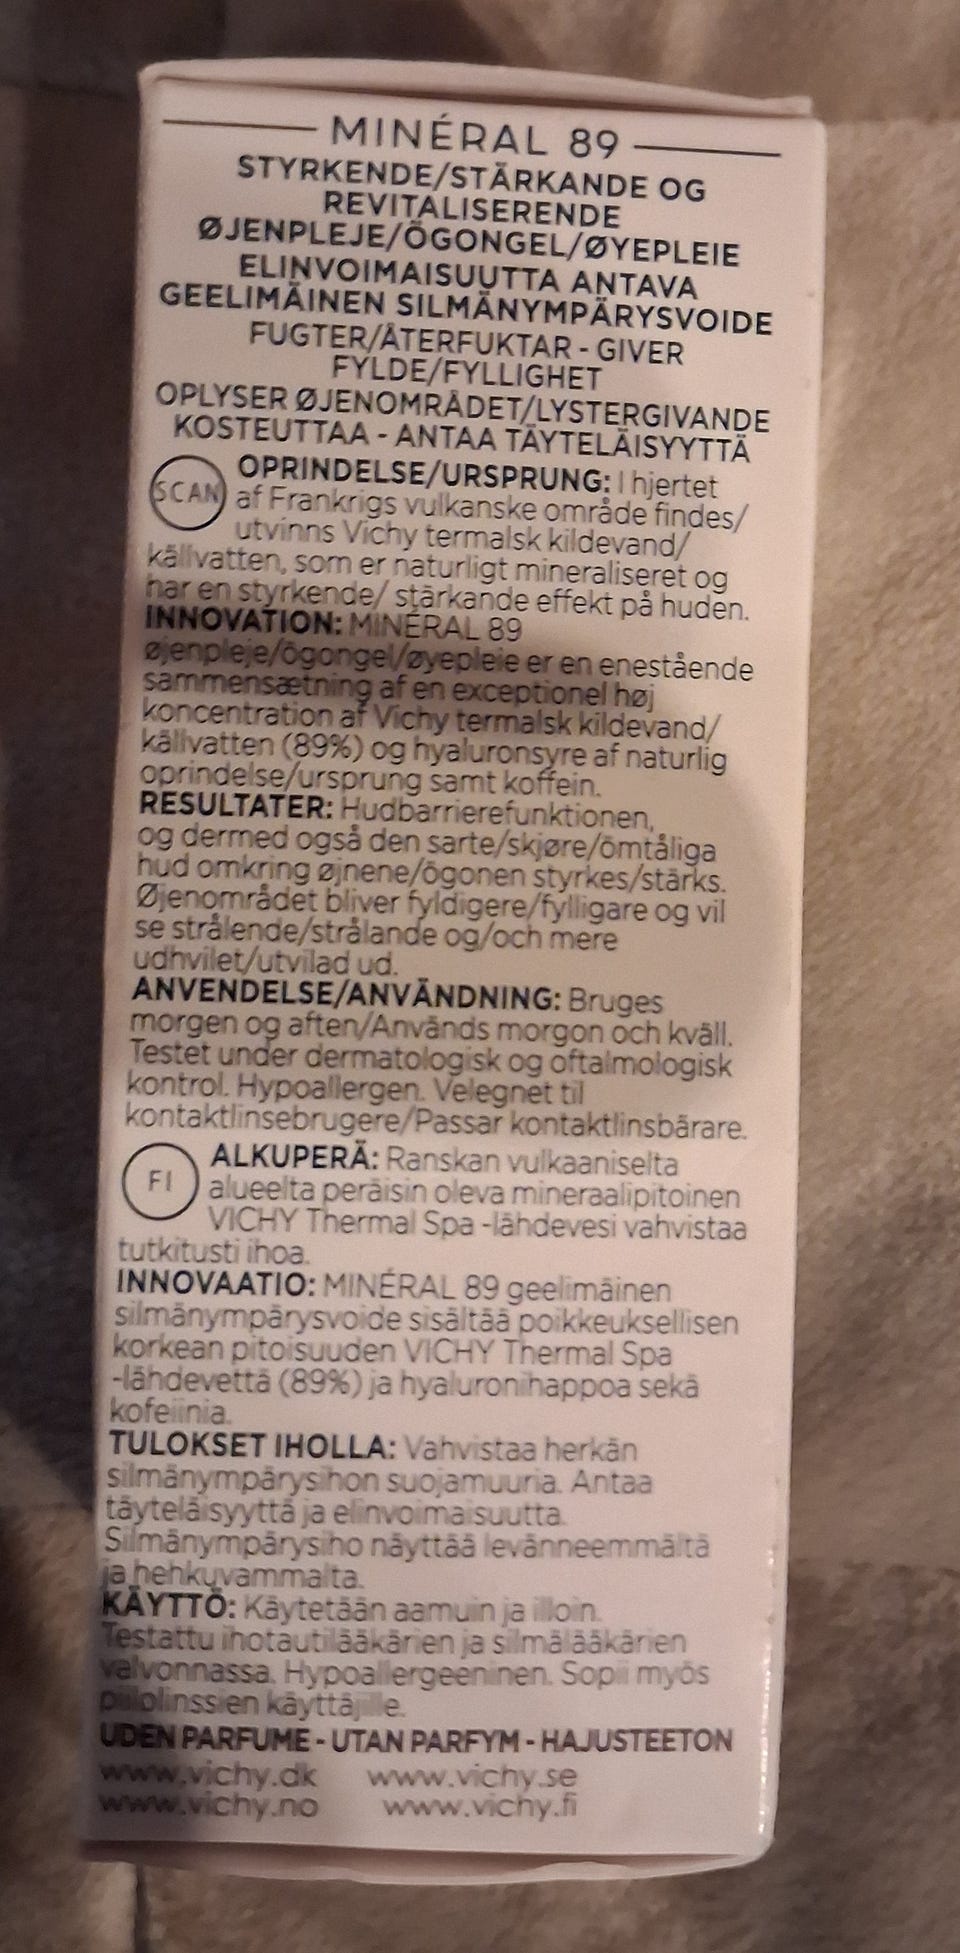 MINÉRAL 89
STYRKENDE/STÄRKANDE OG
REVITALISERENDE
ØJENPLEJE/ÖGONGEL/ØYEPLEIE
ELINVOIMAISUUTTA ANTAVA
GEELIMÄINEN SILMÄNYMPÄRYSVOIDE
FUGTER/ÅTERFUKTAR - GIVER
FYLDE/FYLLIGHET
OPLYSER ØJENOMRÅDET/LYSTERGIVANDE
KOSTEUTTAA - ANTAA TÄYTELÄISYYTTÄ
SCAN OPRINDELSE/URSPRUNG: I hjertet
af Frankrigs vulkanske område findes/
utvinns Vichy termalsk kildevand/
källvatten, som er naturligt mineraliseret og
har en styrkende/ stärkande effekt på huden.
INNOVATION: MINÉRAL 89
øjenpleje/ögongel/øyepleie er en enestående
sammensætning af en exceptionel høj
koncentration af Vichy termalsk kildevand/
källvatten (89%) og hyaluronsyre af naturlig
oprindelse/ursprung samt koffein.
RESULTATER: Hudbarrierefunktionen,
og dermed også den sarte/skjøre/ömtåliga
hud omkring øjnene/ögonen styrkes/stärks.
Øjenområdet bliver fyldigere/fylligare og vil
se strålende/strålande og/och mere
udhvilet/utvilad ud.
ANVENDELSE/ANVÄNDNING: Bruges
morgen og aften/Används morgon och kväll.
Testet under dermatologisk og oftalmologisk
kontrol. Hypoallergen. Velegnet til
kontaktlinsebrugere/Passar kontaktlinsbärare.
FI ALKUPERÄ: Ranskan vulkaaniselta
alueelta peräisin oleva mineraalipitoinen
VICHY Thermal Spa -lähdevesi vahvistaa
tutkitusti ihoa.
INNOVAATIO: MINÉRAL 89 geelimäinen
silmänympärysvoide sisältää poikkeuksellisen
korkean pitoisuuden VICHY Thermal Spa
-lähdevettä (89%) ja hyaluronihappoa sekä
kofeiinia.
TULOKSET IHOLLA: Vahvistaa herkän
silmänympärysihon suojamuuria. Antaa
täyteläisyyttä ja elinvoimaisuutta.
Silmänympärysiho näyttää levänneemmältä
ja hehkuvammalta.
KÄYTTÖ: Käytetään aamuin ja illoin.
Testattu ihotautilääkärien ja silmälääkärien
valvonnassa. Hypoallergeeninen. Sopii myös
piilolinssien käyttäjille.
UDEN PARFUME - UTAN PARFYM - HAJUSTEETON
www.vichy.dk www.vichy.se
www.vichy.no www.vichy.fi